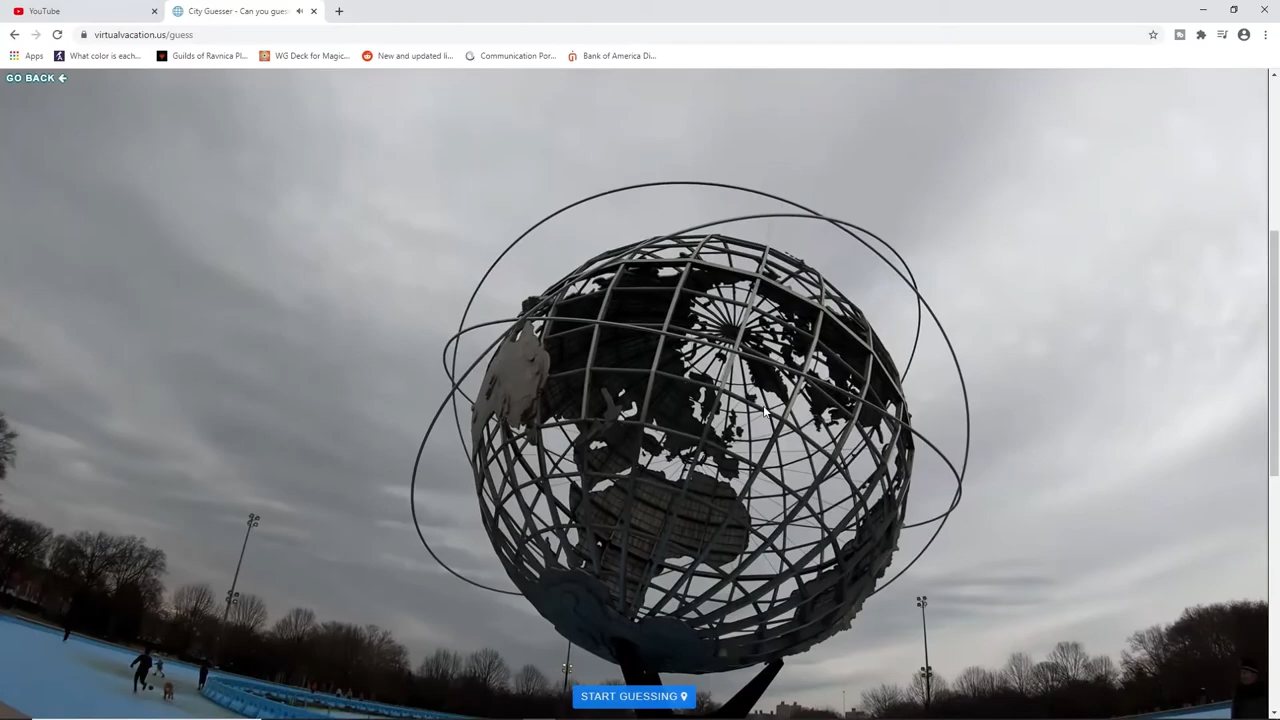 YouTube
City Guesser - Can you gues
virtualvacation.us/guess
Apps
What color is each...
Guilds of Ravnica Pl...
WG Deck for Magic...
New and updated li...
Communication Por...
Bank of America Di...
GO BACK
START GUESSING